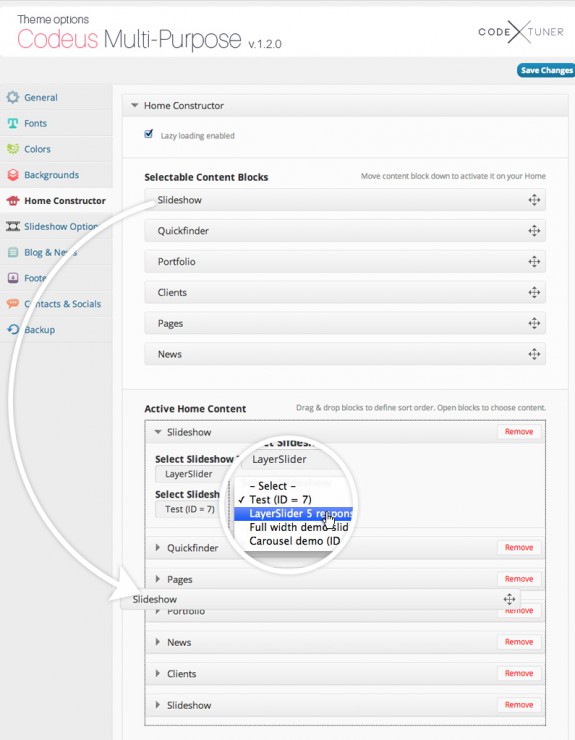 Theme options
Codeus Multi-Purpose v.1.2.0
CODE X TUNER
Save Changes
General
Fonts
Colors
Backgrounds
Home Constructor
Slideshow Option
Blog & News
Foote
Contacts & Socials
Backup
Home Constructor
Lazy loading enabled
Selectable Content Blocks
Move content block down to activate it on your Home
Slideshow
Quickfinder
Portfolio
Clients
Pages
News
Active Home Content
Drag & drop blocks to define sort order. Open blocks to choose content.
Slideshow
Remove
Select Slideshow
LayerSlider
Select Slidesh
Test (ID = 7)
LayerSlider
– Select –
✓ Test (ID = 7)
LayerSlider 5 respons
Full width demo slid
Carousel demo (ID
Quickfinder
Remove
Pages
Remove
Slideshow
Portfolio
Remove
News
Remove
Clients
Remove
Slideshow
Remove